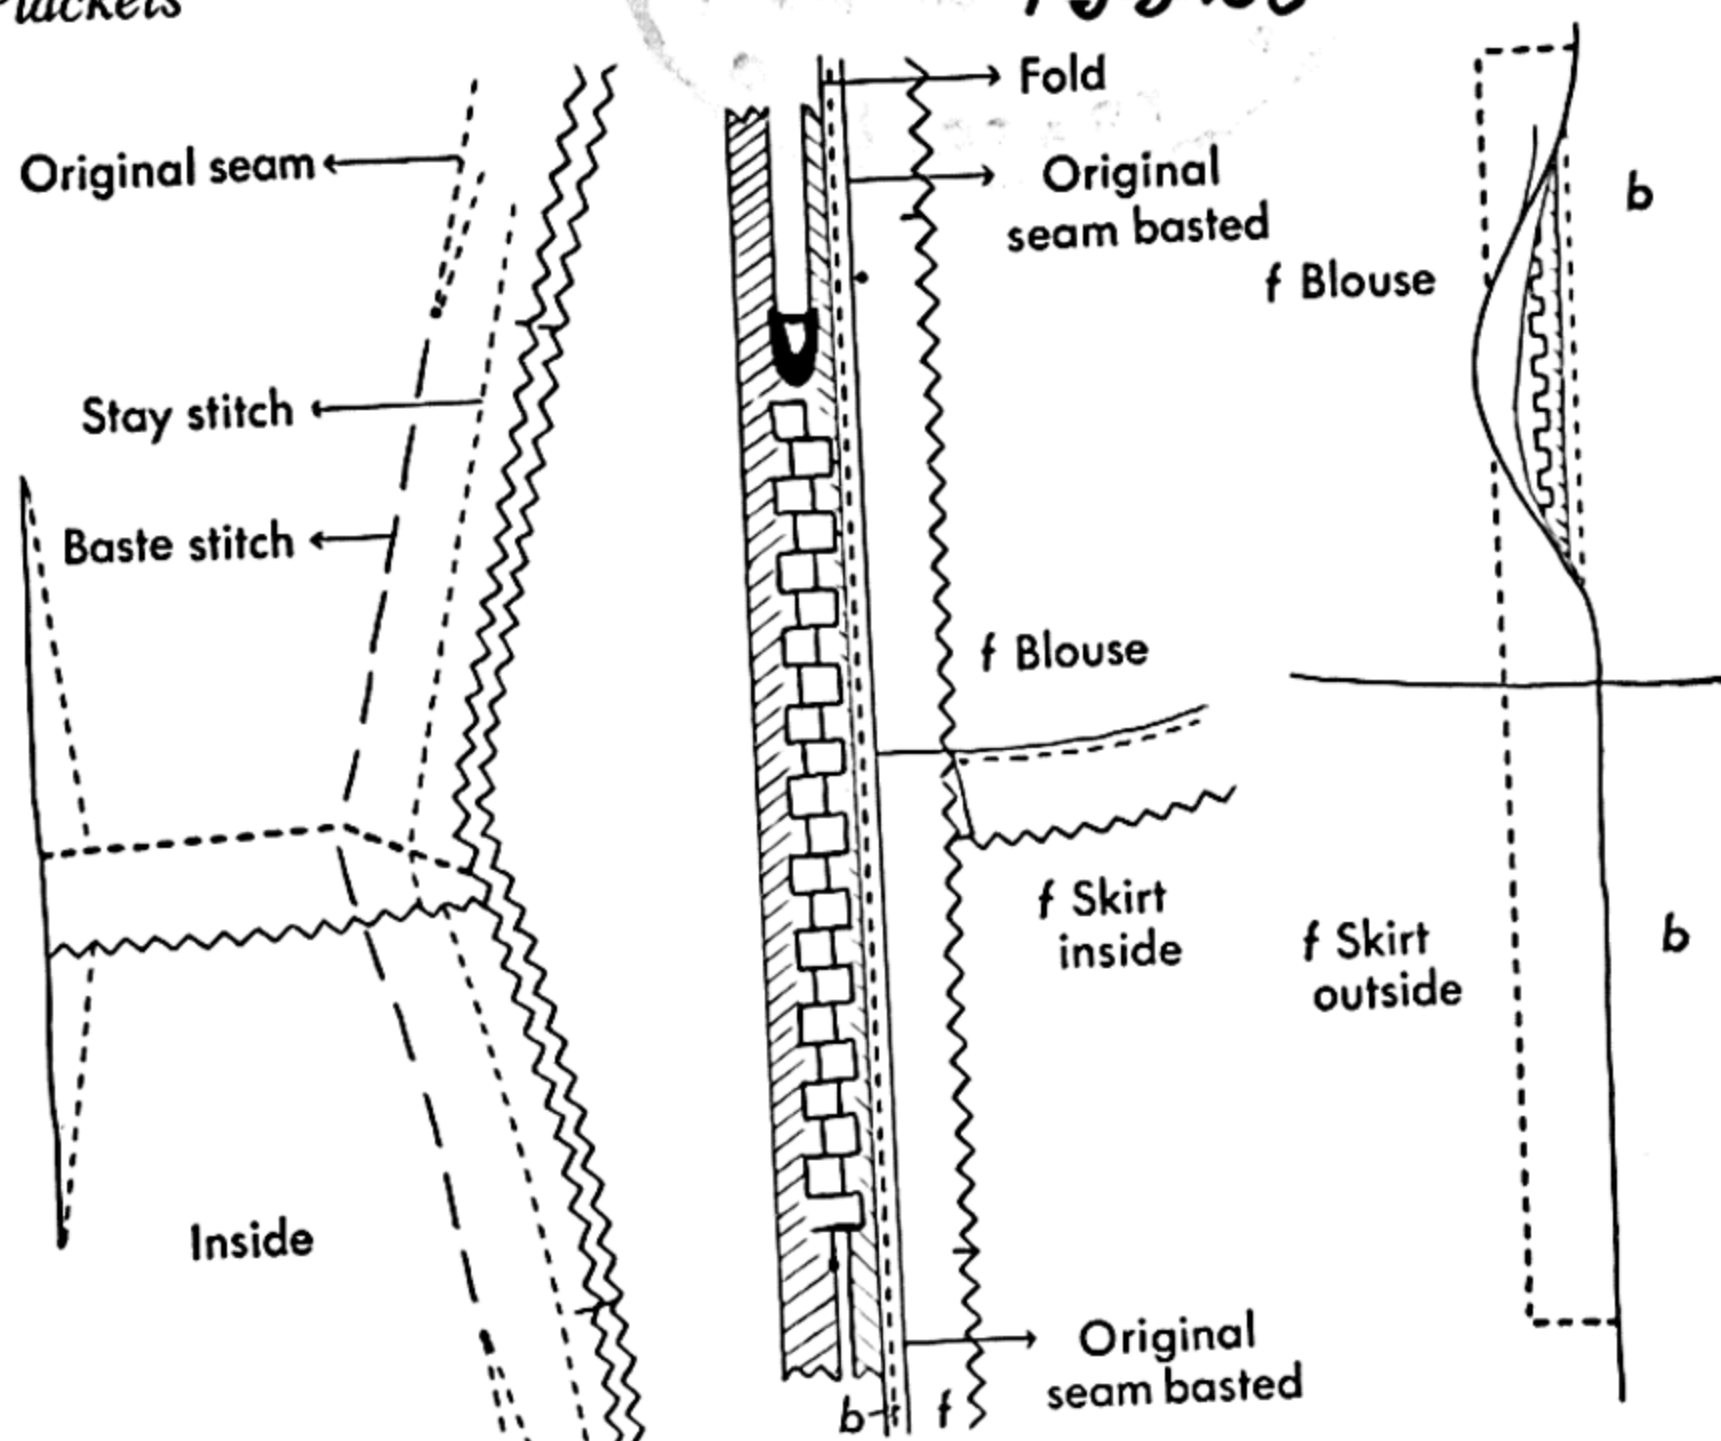 Plackets
Original seam
Stay stitch
Baste stitch
Inside
Fold
Original
seam basted
f Blouse
f Skirt
inside
Original
seam basted
b
f
b
f Blouse
f Skirt
outside
b